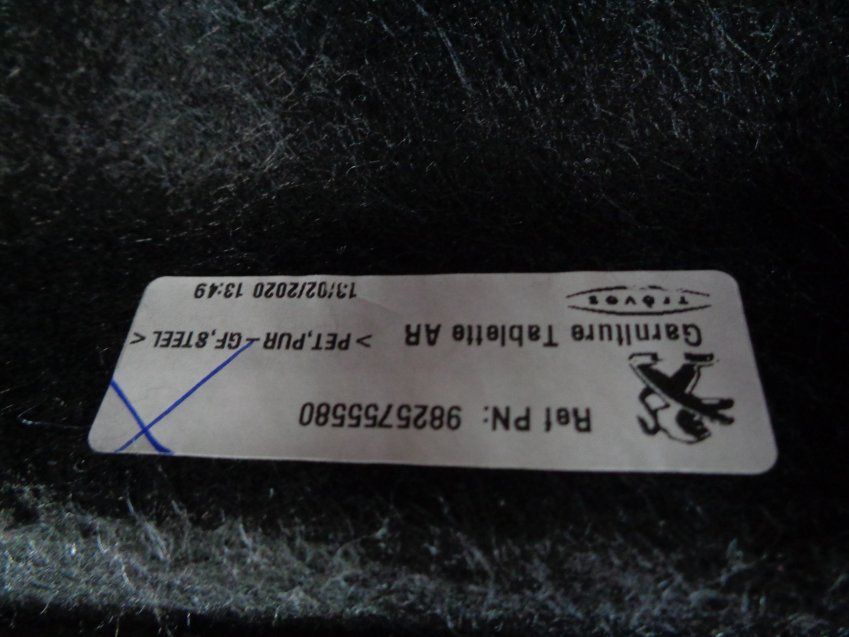 Ref PN: 9825755580
Garniture Tablette AR
> PET,PUR-GF,STEEL <
Trèves
13/02/2020 13:49